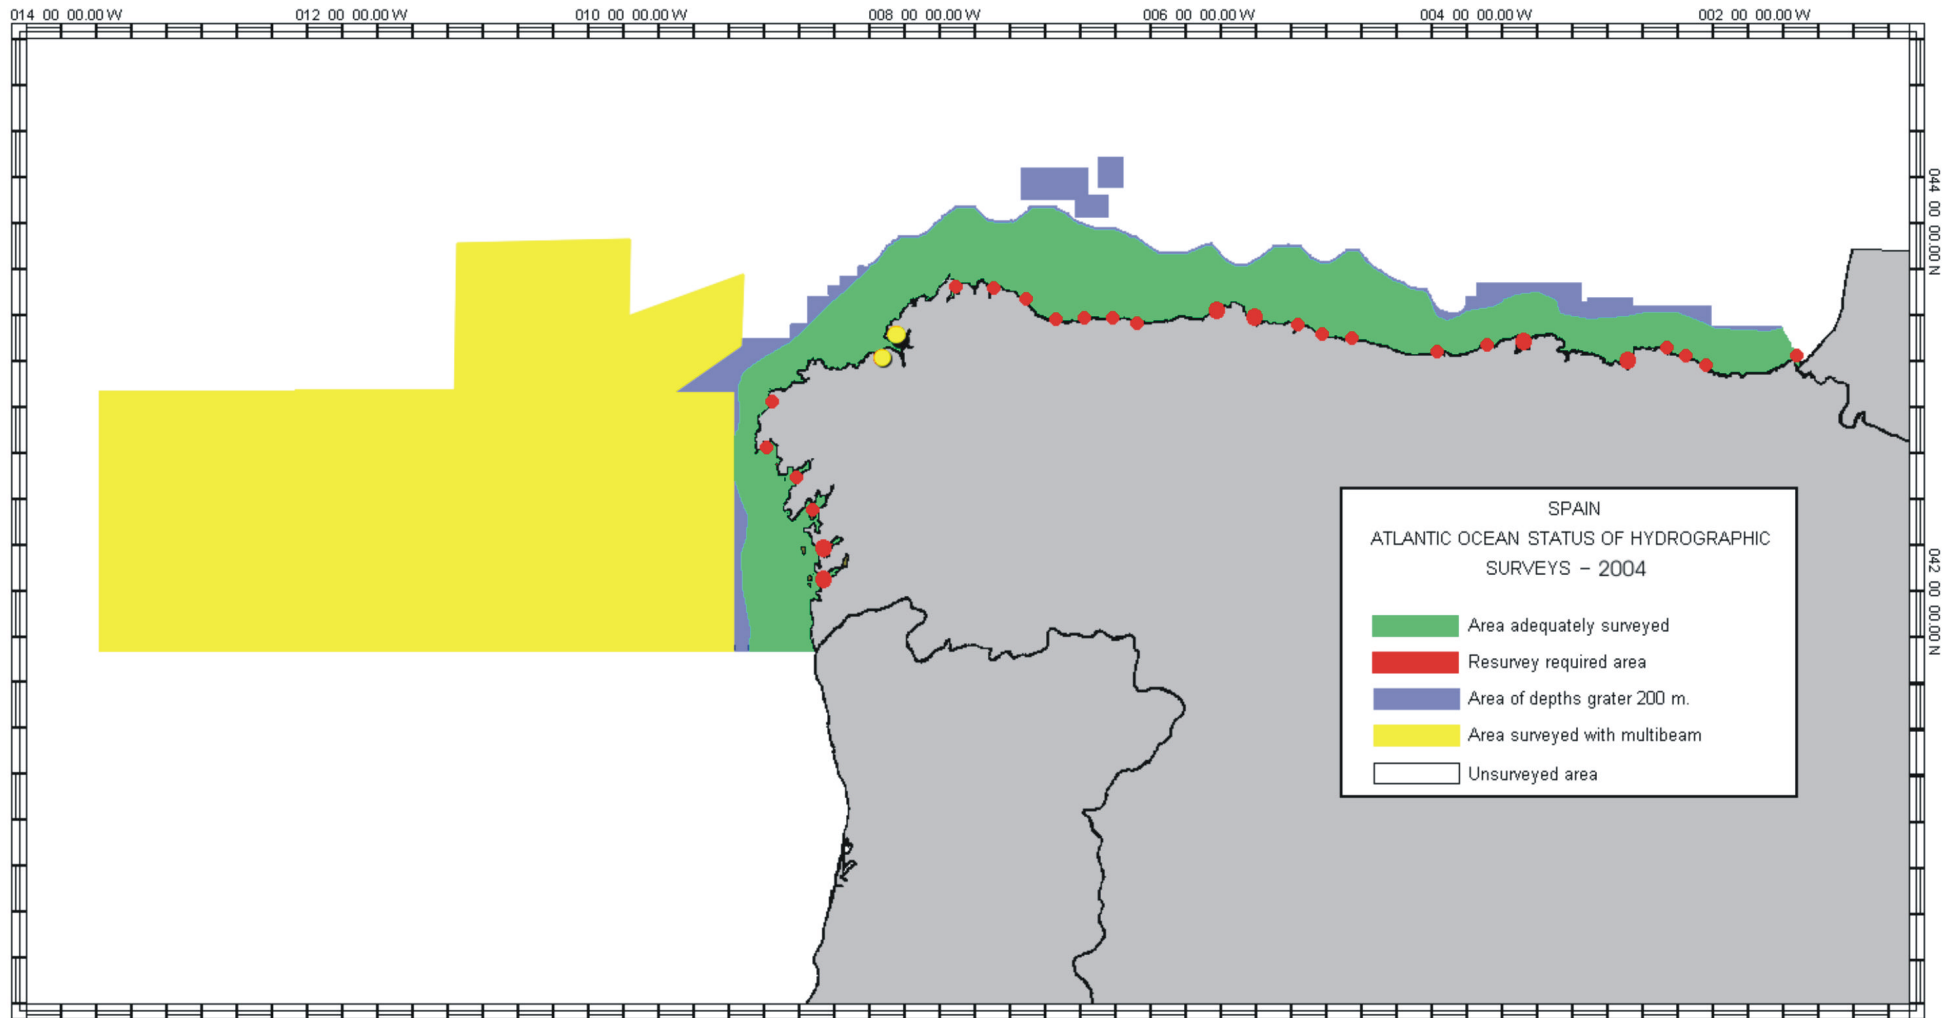 014 00 00.00 W
012 00 00.00 W
010 00 00.00 W
008 00 00.00 W
006 00 00.00 W
004 00 00.00 W
002 00 00.00 W
044 00 00.00 N
042 00 00.00 N
SPAIN
ATLANTIC OCEAN STATUS OF HYDROGRAPHIC
SURVEYS - 2004
Area adequately surveyed
Resurvey required area
Area of depths grater 200 m.
Area surveyed with multibeam
Unsurveyed area